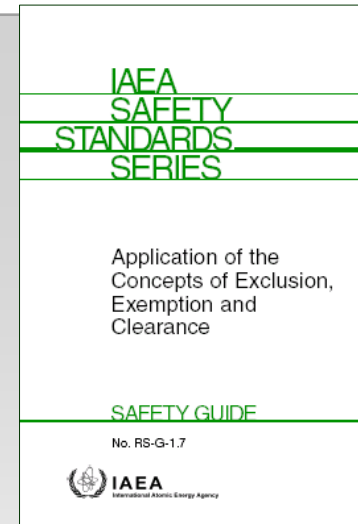 IAEA
SAFETY
STANDARDS
SERIES
Application of the
Concepts of Exclusion,
Exemption and
Clearance
SAFETY GUIDE
No. RS-G-1.7
IAEA
International Atomic Energy Agency